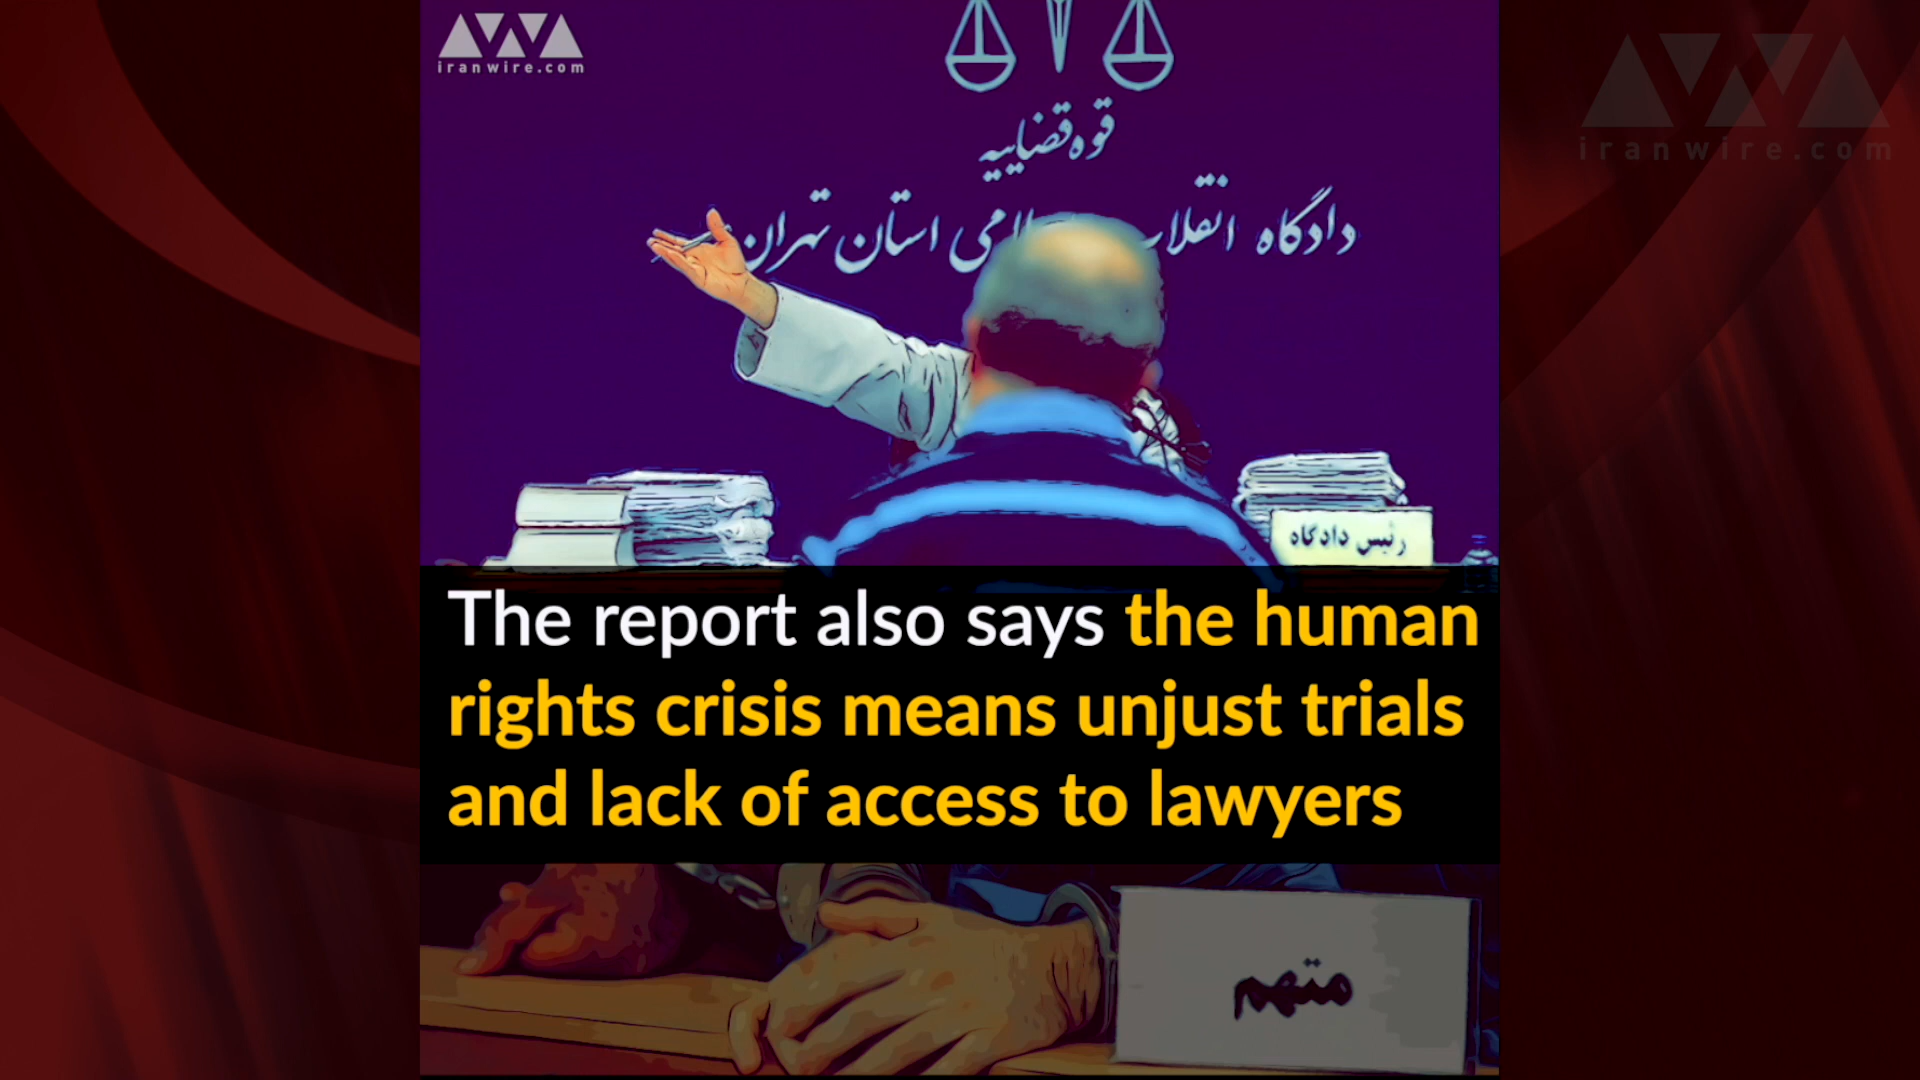 iranwire.com
iranwire.com
قوه قضاییه
دادگاه انقلاب اسلامی استان تهران
رئیس دادگاه
The report also says the human
rights crisis means unjust trials
and lack of access to lawyers
متهم